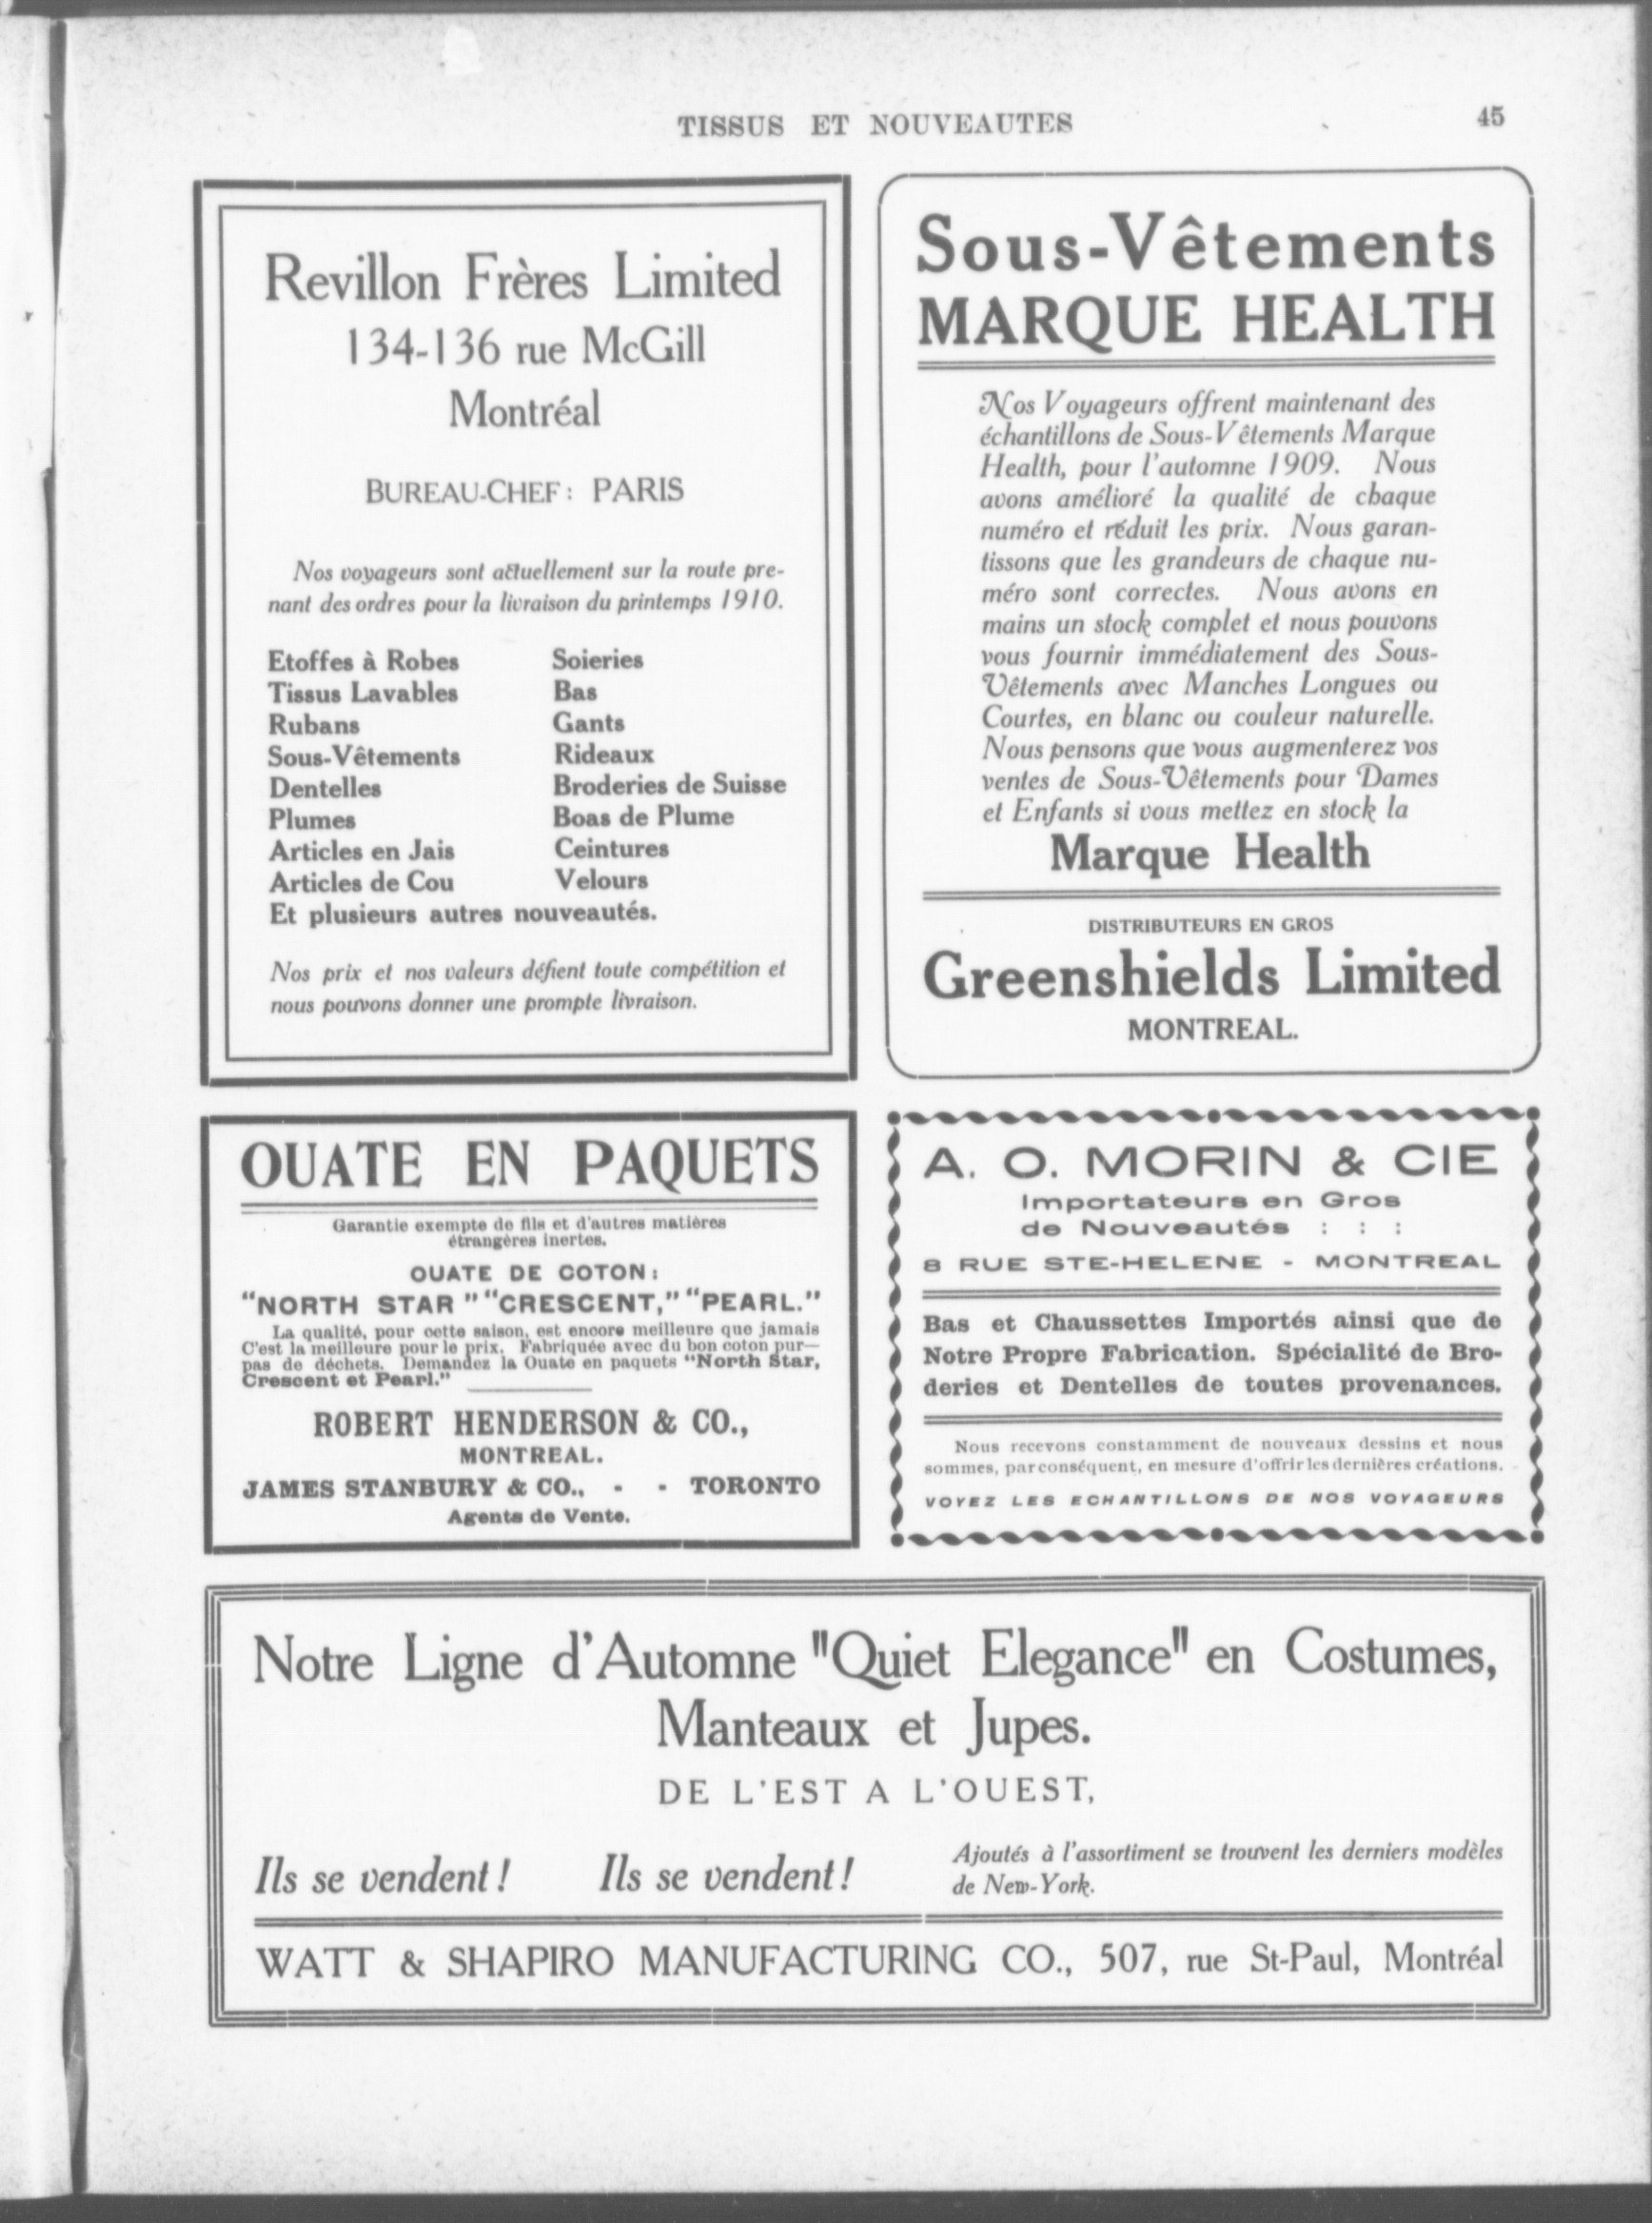 TISSUS ET NOUVEAUTES
45
Revillon Frères Limited
134-136 rue McGill
Montréal
BUREAU-CHEF: PARIS
Nos voyageurs sont actuellement sur la route pre-
nant des ordres pour la livraison du printemps 1910.
Etoffes à Robes
Tissus Lavables
Rubans
Sous-Vêtements
Dentelles
Plumes
Articles en Jais
Articles de Cou
Soieries
Bas
Gants
Rideaux
Broderies de Suisse
Boas de Plume
Ceintures
Velours
Et plusieurs autres nouveautés.
Nos prix et nos valeurs défient toute compétition et
nous pouvons donner une prompte livraison.
Sous-Vêtements
MARQUE HEALTH
Nos Voyageurs offrent maintenant des
échantillons de Sous-Vêtements Marque
Health, pour l'automne 1909. Nous
avons amélioré la qualité de chaque
numéro et réduit les prix. Nous garan-
tissons que les grandeurs de chaque nu-
méro sont correctes. Nous avons en
mains un stock complet et nous pouvons
vous fournir immédiatement des Sous-
Vêtements avec Manches Longues ou
Courtes, en blanc ou couleur naturelle.
Nous pensons que vous augmenterez vos
ventes de Sous-Vêtements pour Dames
et Enfants si vous mettez en stock la
Marque Health
DISTRIBUTEURS EN GROS
Greenshields Limited
MONTREAL.
OUATE EN PAQUETS
Garantie exempte de fils et d'autres matières
étrangères inertes.
OUATE DE COTON:
"NORTH STAR" "CRESCENT," "PEARL."
La qualité, pour cette saison, est encore meilleure que jamais
C'est la meilleure pour le prix. Fabriquée avec du bon coton pur—
pas de déchets. Demandez la Ouate en paquets "North Star,
Crescent et Pearl."
ROBERT HENDERSON & CO.,
MONTREAL.
JAMES STANBURY & CO., - - TORONTO
Agents de Vente.
A. O. MORIN & CIE
Importateurs en Gros
de Nouveautés : : :
8 RUE STE-HELENE - MONTREAL
Bas et Chaussettes Importés ainsi que de
Notre Propre Fabrication. Spécialité de Bro-
deries et Dentelles de toutes provenances.
Nous recevons constamment de nouveaux dessins et nous
sommes, par conséquent, en mesure d'offrir les dernières créations.
VOYEZ LES ECHANTILLONS DE NOS VOYAGEURS
Notre Ligne d'Automne "Quiet Elegance" en Costumes,
Manteaux et Jupes.
DE L'EST A L'OUEST,
Ils se vendent! Ils se vendent!
Ajoutés à l'assortiment se trouvent les derniers modèles
de New-York.
WATT & SHAPIRO MANUFACTURING CO., 507, rue St-Paul, Montréal